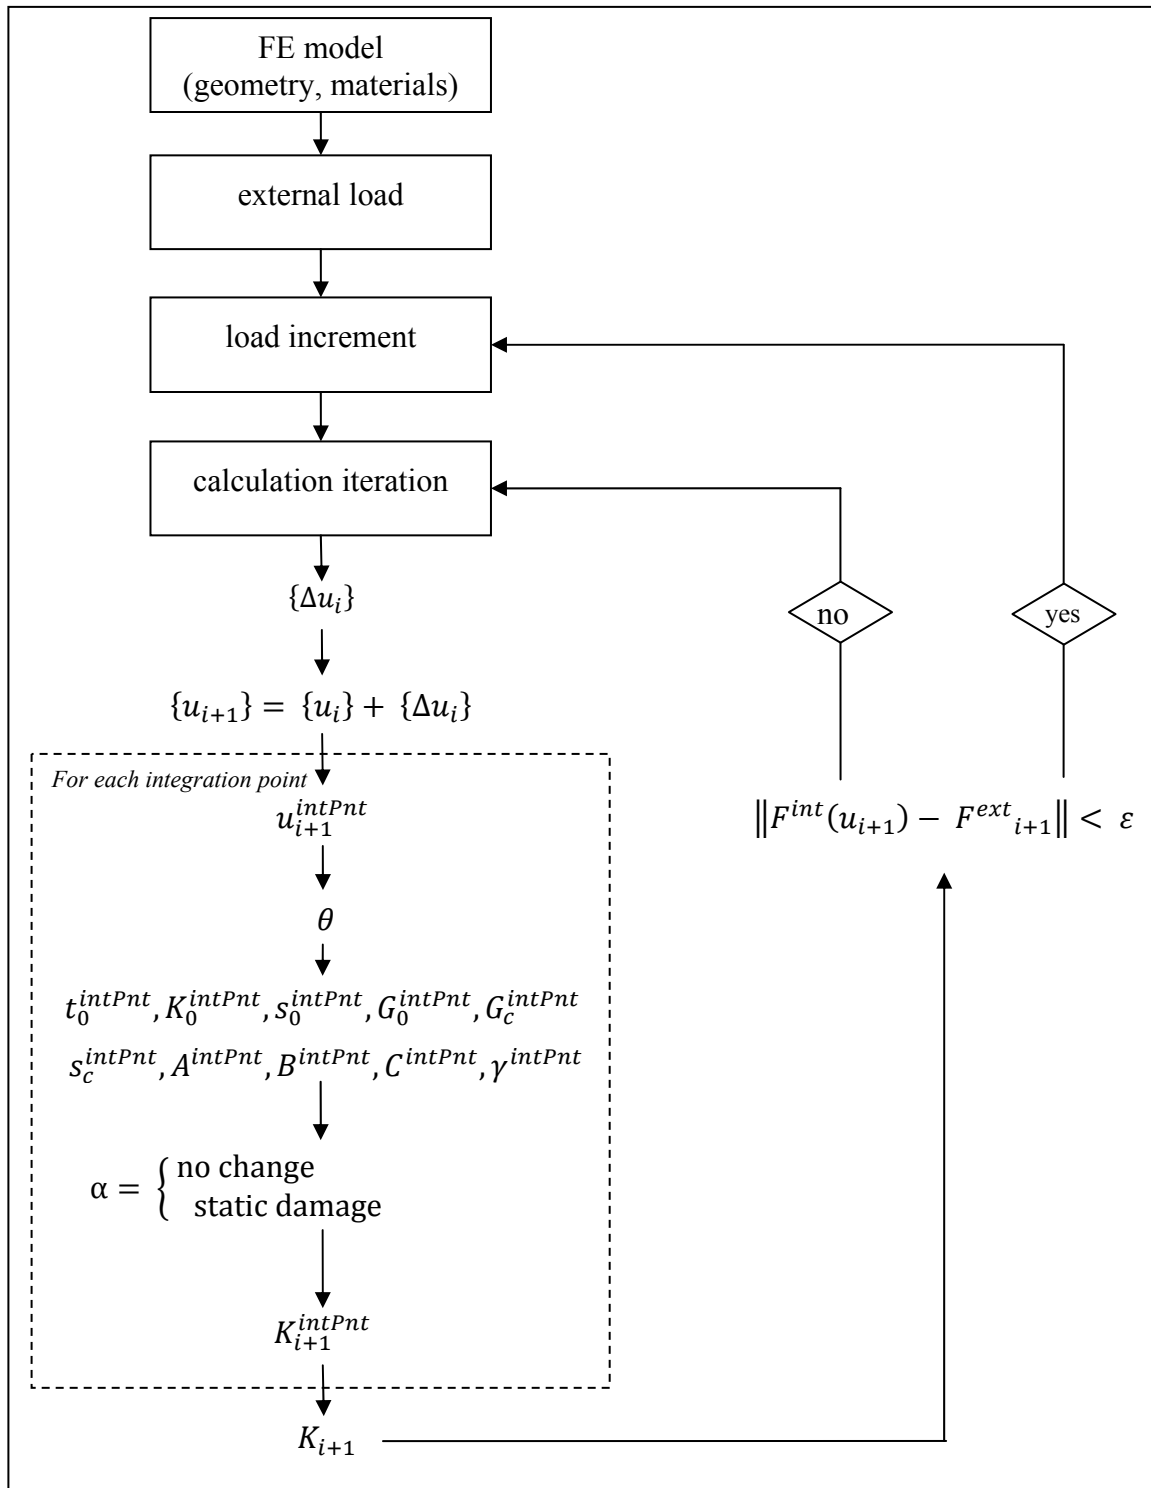 FE model
(geometry, materials)
external load
load increment
calculation iteration
{Δu_i}
{u_{i+1}} = {u_i} + {Δu_i}
For each integration point
u_{i+1}^{intPnt}
θ
t_0^{intPnt}, K_0^{intPnt}, s_0^{intPnt}, G_0^{intPnt}, G_c^{intPnt}
s_c^{intPnt}, A^{intPnt}, B^{intPnt}, C^{intPnt}, γ^{intPnt}
α = { no change
static damage
K_{i+1}^{intPnt}
K_{i+1}
no
yes
‖F^{int}(u_{i+1}) − F^{ext}_{i+1}‖ < ε